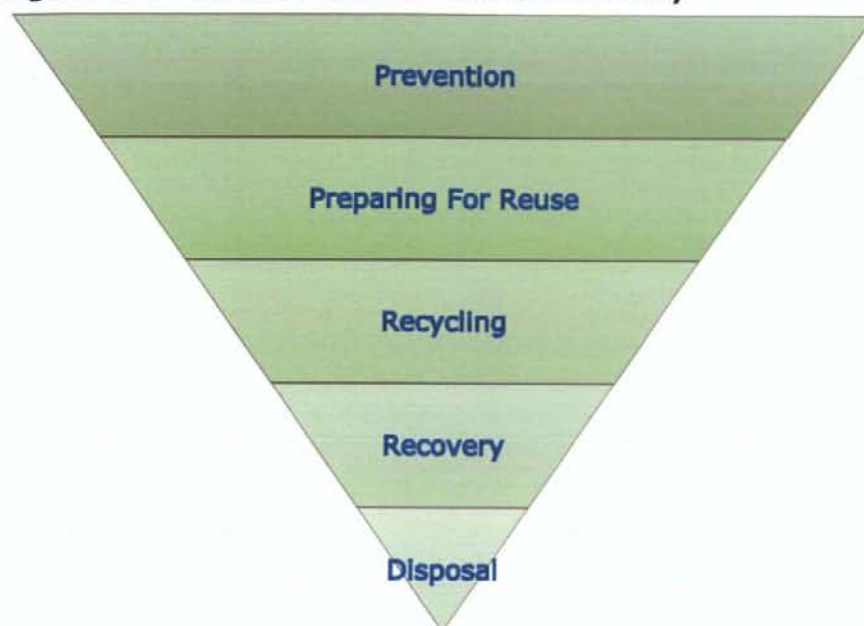 Prevention
Preparing For Reuse
Recycling
Recovery
Disposal